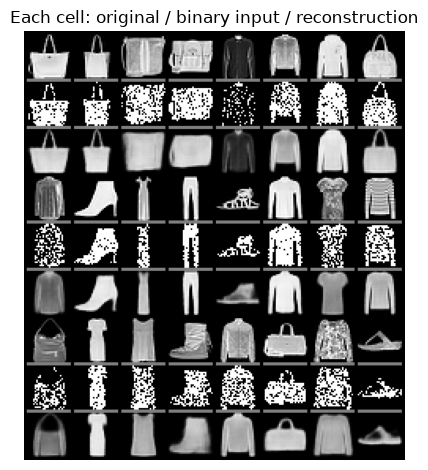 Each cell: original / binary input / reconstruction